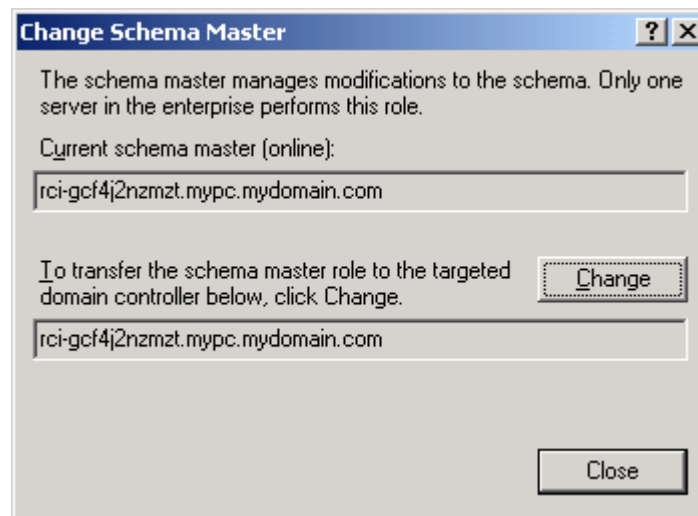 Change Schema Master
The schema master manages modifications to the schema. Only one
server in the enterprise performs this role.
Current schema master (online):
rci-gcf4j2nzmzt.mypc.mydomain.com
To transfer the schema master role to the targeted
domain controller below, click Change.
Change
rci-gcf4j2nzmzt.mypc.mydomain.com
Close